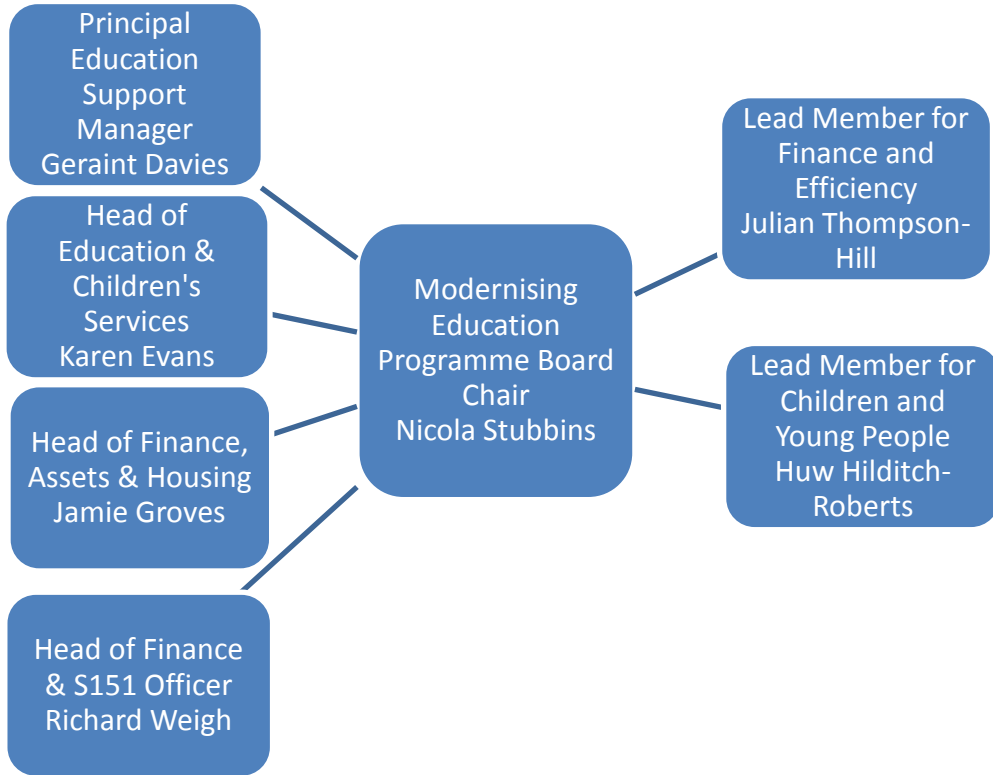 Principal
Education
Support
Manager
Geraint Davies
Head of
Education &
Children's
Services
Karen Evans
Head of Finance,
Assets & Housing
Jamie Groves
Head of Finance
& S151 Officer
Richard Weigh
Modernising
Education
Programme Board
Chair
Nicola Stubbins
Lead Member for
Finance and
Efficiency
Julian Thompson-
Hill
Lead Member for
Children and
Young People
Huw Hilditch-
Roberts